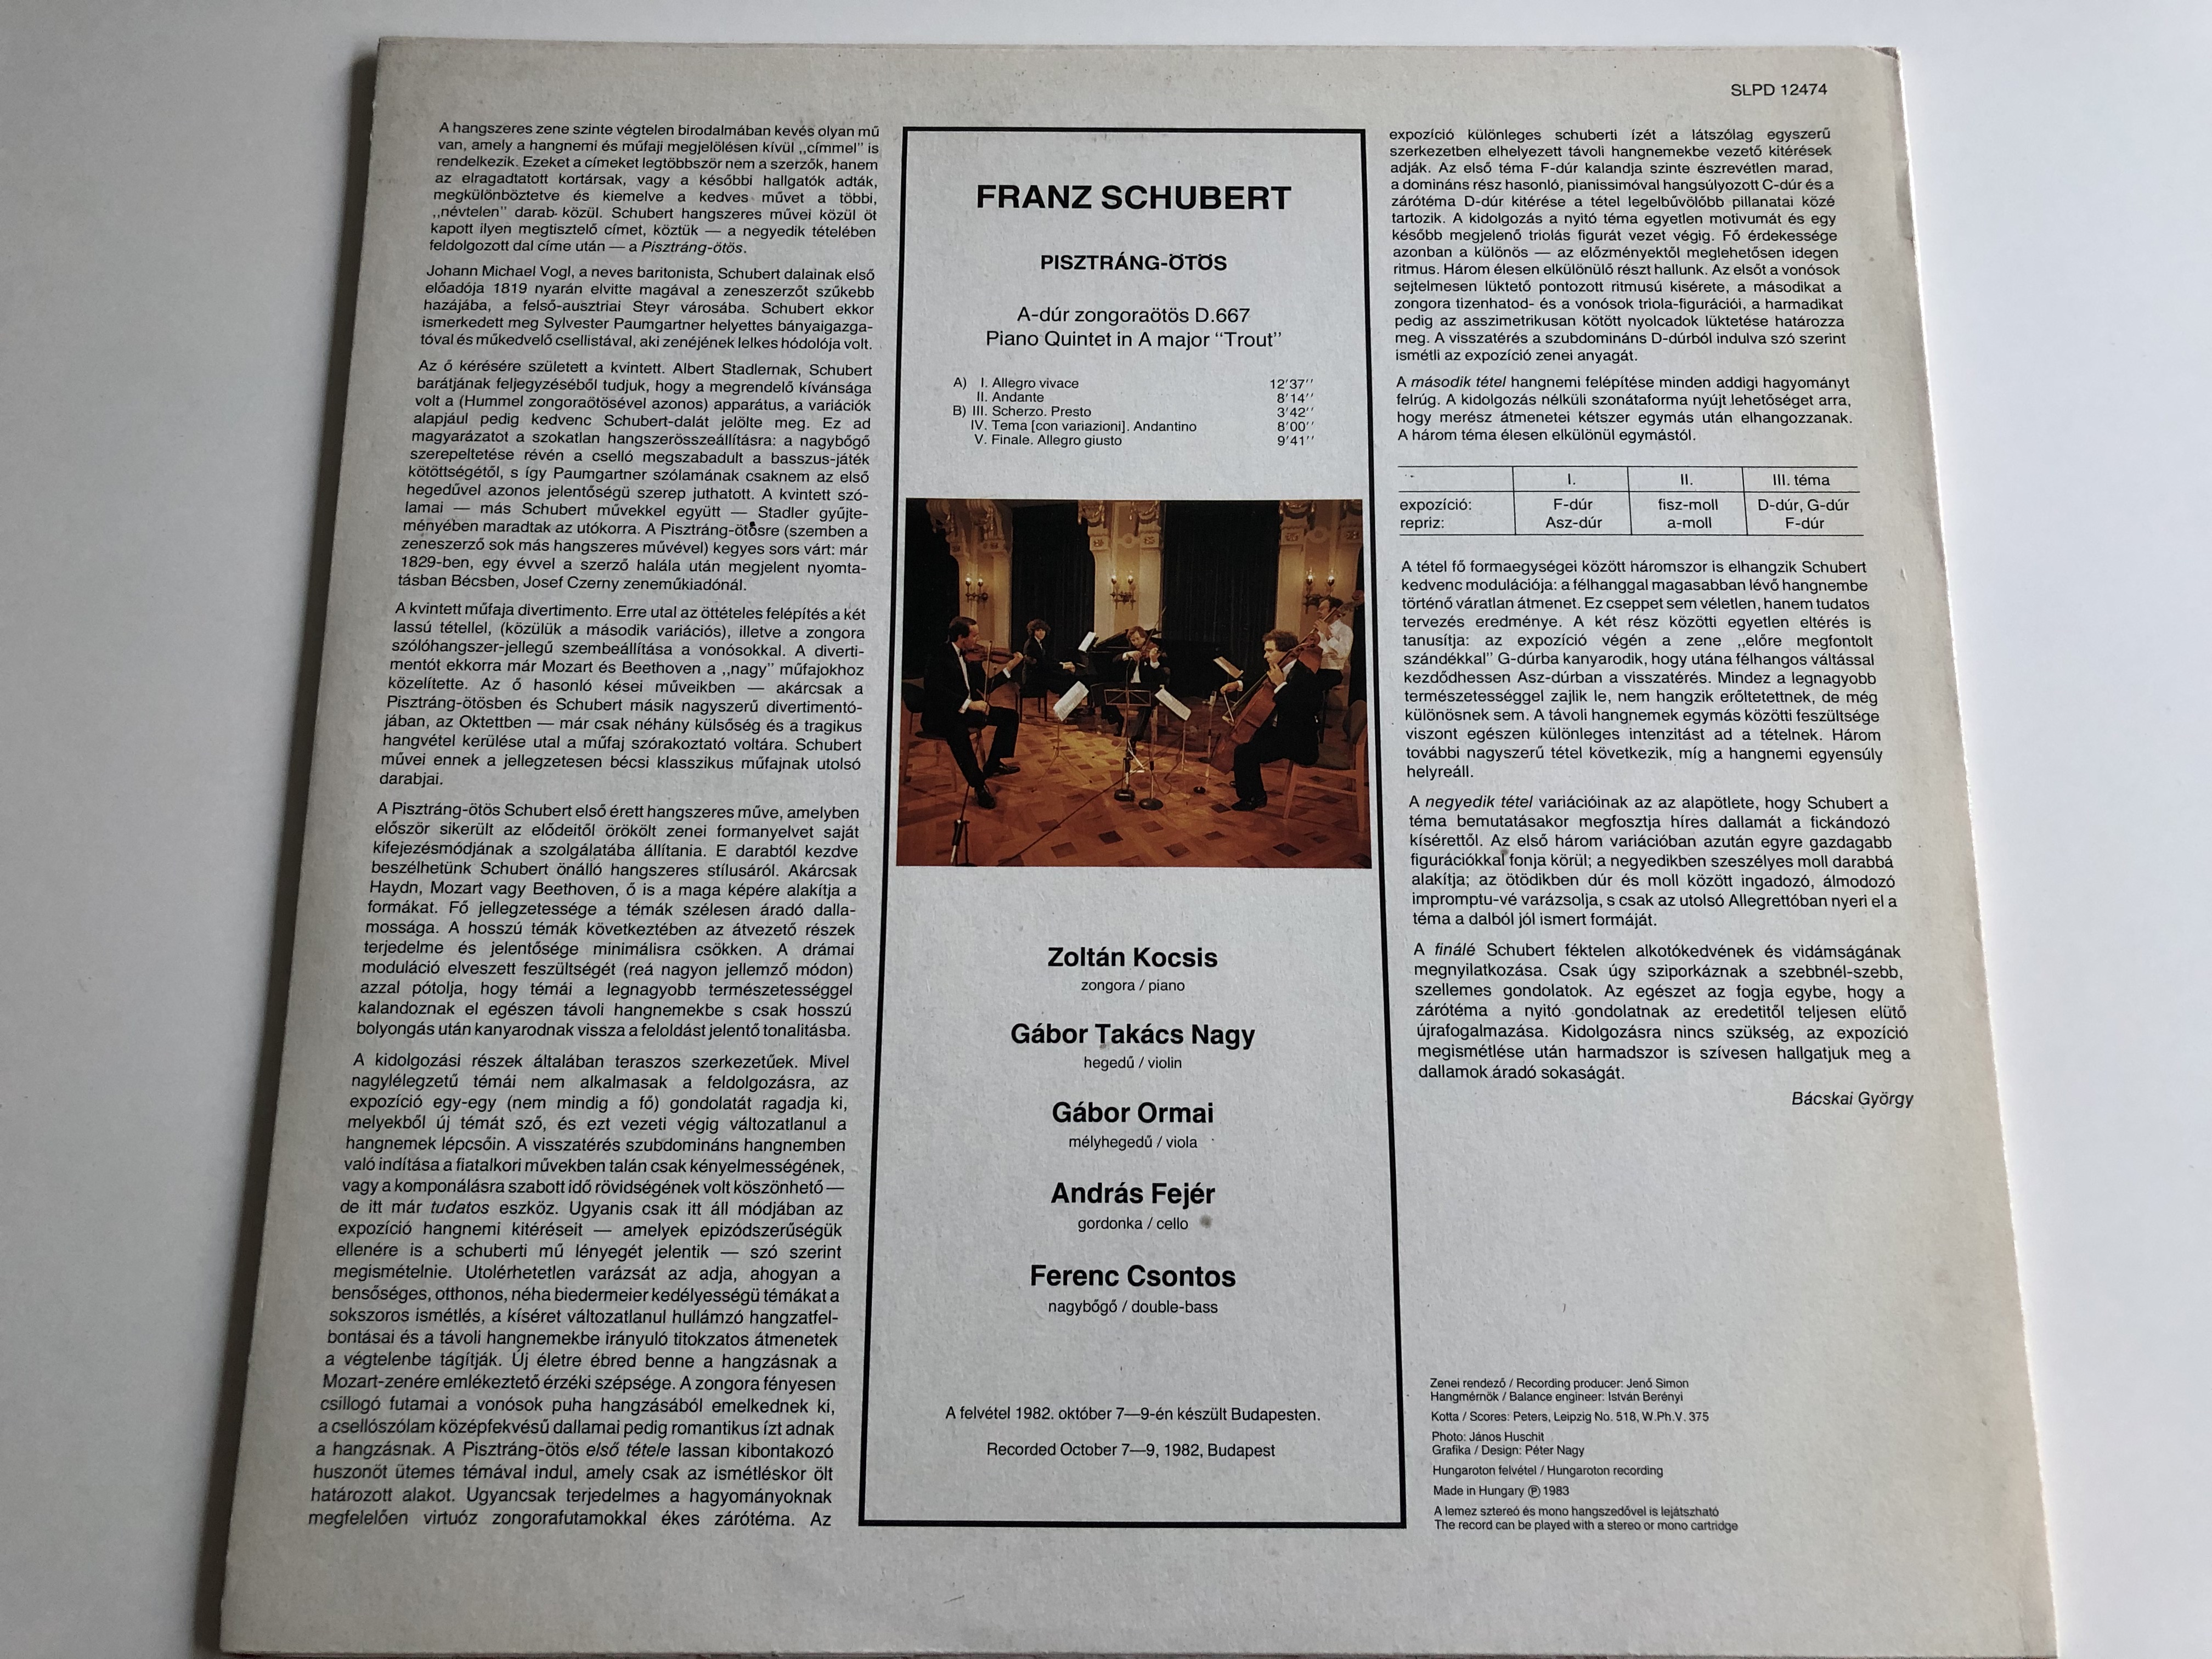 SLPD 12474
A hangszeres zene szinte végtelen birodalmában kevés olyan mű
van, amely a hangnemi és műfaji megjelölésen kívül „címmel” is
rendelkezik. Ezeket a címeket legtöbbször nem a szerzők, hanem
az elragadtatott kortársak, vagy a későbbi hallgatók adták,
megkülönböztetve és kiemelve a kedves művet a többi,
„névtelen” darab közül. Schubert hangszeres művei közül öt
kapott ilyen megtisztelő címet, köztük — a negyedik tételében
feldolgozott dal címe után — a Pisztráng-ötös.
Johann Michael Vogl, a neves baritonista, Schubert dalainak első
előadója 1819 nyarán elvitte magával a zeneszerzőt szűkebb
hazájába, a felső-ausztriai Steyr városába. Schubert ekkor
ismerkedett meg Sylvester Paumgartner helyettes bányaigazga-
tóval és műkedvelő csellistával, aki zenéjének lelkes hódolója volt.
Az ő kérésére született a kvintett. Albert Stadlernak, Schubert
barátjának feljegyzéséből tudjuk, hogy a megrendelő kívánsága
volt a (Hummel zongoraötösével azonos) apparátus, a variációk
alapjául pedig kedvenc Schubert-dalát jelölte meg. Ez ad
magyarázatot a szokatlan hangszerösszeállításra: a nagybőgő
szerepeltetése révén a cselló megszabadult a basszus-játék
kötöttségétől, s így Paumgartner szólamának csaknem az első
hegedűvel azonos jelentőségü szerep juthatott. A kvintett szó-
lamai — más Schubert művekkel együtt — Stadler gyűjte-
ményében maradtak az utókorra. A Pisztráng-ötösre (szemben a
zeneszerző sok más hangszeres művével) kegyes sors várt: már
1829-ben, egy évvel a szerző halála után megjelent nyomta-
tásban Bécsben, Josef Czerny zeneműkiadónál.
A kvintett műfaja divertimento. Erre utal az öttételes felépítés a két
lassú tétellel, (közülük a második variációs), illetve a zongora
szólóhangszer-jellegű szembeállítása a vonósokkal. A diverti-
mentót ekkorra már Mozart és Beethoven a „nagy” műfajokhoz
közelítette. Az ő hasonló kései műveikben — akárcsak a
Pisztráng-ötösben és Schubert másik nagyszerű divertimentó-
jában, az Oktettben — már csak néhány külsőség és a tragikus
hangvétel kerülése utal a műfaj szórakoztató voltára. Schubert
művei ennek a jellegzetesen bécsi klasszikus műfajnak utolsó
darabjai.
A Pisztráng-ötös Schubert első érett hangszeres műve, amelyben
először sikerült az elődeitől örökölt zenei formanyelvet saját
kifejezésmódjának a szolgálatába állítania. E darabtól kezdve
beszélhetünk Schubert önálló hangszeres stílusáról. Akárcsak
Haydn, Mozart vagy Beethoven, ő is a maga képére alakítja a
formákat. Fő jellegzetessége a témák szélesen áradó dalla-
mossága. A hosszú témák következtében az átvezető részek
terjedelme és jelentősége minimálisra csökken. A drámai
moduláció elveszett feszültségét (reá nagyon jellemző módon)
azzal pótolja, hogy témái a legnagyobb természetességgel
kalandoznak el egészen távoli hangnemekbe s csak hosszú
bolyongás után kanyarodnak vissza a feloldást jelentő tonalitásba.
A kidolgozási részek általában teraszos szerkezetűek. Mivel
nagylélegzetű témái nem alkalmasak a feldolgozásra, az
expozíció egy-egy (nem mindig a fő) gondolatát ragadja ki,
melyekből új témát sző, és ezt vezeti végig változatlanul a
hangnemek lépcsőin. A visszatérés szubdomináns hangnemben
való indítása a fiatalkori művekben talán csak kényelmességének,
vagy a komponálásra szabott idő rövidségének volt köszönhető —
de itt már tudatos eszköz. Ugyanis csak itt áll módjában az
expozíció hangnemi kitéréseit — amelyek epizódszerűségük
ellenére is a schuberti mű lényegét jelentik — szó szerint
megismételnie. Utolérhetetlen varázsát az adja, ahogyan a
bensőséges, otthonos, néha biedermeier kedélyességü témákat a
sokszoros ismétlés, a kíséret változatlanul hullámzó hangzatfel-
bontásai és a távoli hangnemekbe irányuló titokzatos átmenetek
a végtelenbe tágítják. Új életre ébred benne a hangzásnak a
Mozart-zenére emlékeztető érzéki szépsége. A zongora fényesen
csillogó futamai a vonósok puha hangzásából emelkednek ki,
a csellószólam középfekvésű dallamai pedig romantikus ízt adnak
a hangzásnak. A Pisztráng-ötös első tétele lassan kibontakozó
huszonöt ütemes témával indul, amely csak az ismétléskor ölt
határozott alakot. Ugyancsak terjedelmes a hagyományoknak
megfelelően virtuóz zongorafutamokkal ékes zárótéma. Az
FRANZ SCHUBERT
PISZTRÁNG-ÖTÖS
A-dúr zongoraötös D.667
Piano Quintet in A major “Trout”
A) I. Allegro vivace 12’37’’
II. Andante 8’14’’
B) III. Scherzo. Presto 3’42’’
IV. Tema [con variazioni]. Andantino 8’00’’
V. Finale. Allegro giusto 9’41’’
Zoltán Kocsis
zongora / piano
Gábor Takács Nagy
hegedű / violin
Gábor Ormai
mélyhegedű / viola
András Fejér
gordonka / cello
Ferenc Csontos
nagybőgő / double-bass
A felvétel 1982. október 7—9-én készült Budapesten.
Recorded October 7—9, 1982, Budapest
expozíció különleges schuberti ízét a látszólag egyszerű
szerkezetben elhelyezett távoli hangnemekbe vezető kitérések
adják. Az első téma F-dúr kalandja szinte észrevétlen marad,
a domináns rész hasonló, pianissimóval hangsúlyozott C-dúr és a
zárótéma D-dúr kitérése a tétel legelbűvölőbb pillanatai közé
tartozik. A kidolgozás a nyitó téma egyetlen motivumát és egy
később megjelenő triolás figurát vezet végig. Fő érdekessége
azonban a különös — az előzményektől meglehetősen idegen
ritmus. Három élesen elkülönülő részt hallunk. Az elsőt a vonósok
sejtelmesen lüktető pontozott ritmusú kisérete, a másodikat a
zongora tizenhatod- és a vonósok triola-figurációi, a harmadikat
pedig az asszimetrikusan kötött nyolcadok lüktetése határozza
meg. A visszatérés a szubdomináns D-dúrból indulva szó szerint
ismétli az expozíció zenei anyagát.
A második tétel hangnemi felépítése minden addigi hagyományt
felrúg. A kidolgozás nélküli szonátaforma nyújt lehetőséget arra,
hogy merész átmenetei kétszer egymás után elhangozzanak.
A három téma élesen elkülönül egymástól.
I. II. III. téma
expozíció: F-dúr fisz-moll D-dúr, G-dúr
repriz: Asz-dúr a-moll F-dúr
A tétel fő formaegységei között háromszor is elhangzik Schubert
kedvenc modulációja: a félhanggal magasabban lévő hangnembe
történő váratlan átmenet. Ez cseppet sem véletlen, hanem tudatos
tervezés eredménye. A két rész közötti egyetlen eltérés is
tanusítja: az expozíció végén a zene „előre megfontolt
szándékkal” G-dúrba kanyarodik, hogy utána félhangos váltással
kezdődhessen Asz-dúrban a visszatérés. Mindez a legnagyobb
természetességgel zajlik le, nem hangzik erőltetettnek, de még
különösnek sem. A távoli hangnemek egymás közötti feszültsége
viszont egészen különleges intenzitást ad a tételnek. Három
további nagyszerű tétel következik, míg a hangnemi egyensúly
helyreáll.
A negyedik tétel variációinak az az alapötlete, hogy Schubert a
téma bemutatásakor megfosztja híres dallamát a fickándozó
kísérettől. Az első három variációban azután egyre gazdagabb
figurációkkal fonja körül; a negyedikben szeszélyes moll darabbá
alakítja; az ötödikben dúr és moll között ingadozó, álmodozó
impromptu-vé varázsolja, s csak az utolsó Allegrettóban nyeri el a
téma a dalból jól ismert formáját.
A finálé Schubert féktelen alkotókedvének és vidámságának
megnyilatkozása. Csak úgy sziporkáznak a szebbnél-szebb,
szellemes gondolatok. Az egészet az fogja egybe, hogy a
zárótéma a nyitó gondolatnak az eredetitől teljesen elütő
újrafogalmazása. Kidolgozásra nincs szükség, az expozíció
megismétlése után harmadszor is szívesen hallgatjuk meg a
dallamok áradó sokaságát.
Bácskai György
Zenei rendező / Recording producer: Jenő Simon
Hangmérnök / Balance engineer: István Berényi
Kotta / Scores: Peters, Leipzig No. 518, W.Ph.V. 375
Photo: János Huschit
Grafika / Design: Péter Nagy
Hungaroton felvétel / Hungaroton recording
Made in Hungary ℗ 1983
A lemez sztereó és mono hangszedővel is lejátszható
The record can be played with a stereo or mono cartridge